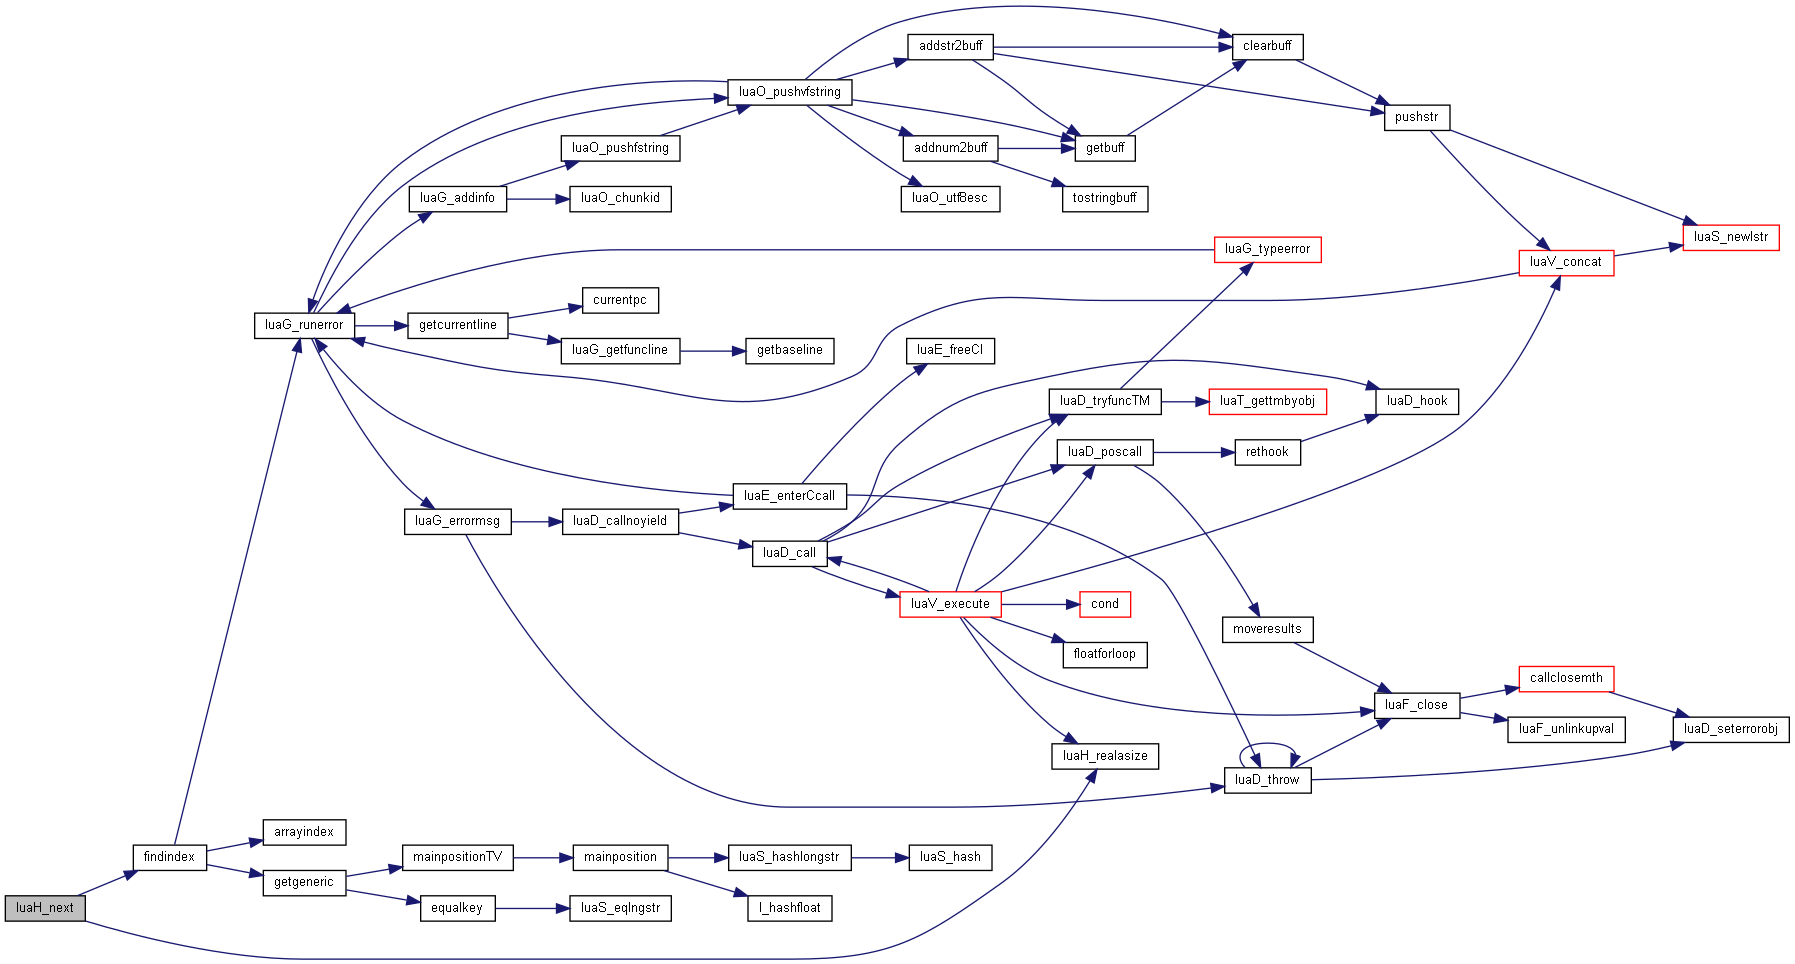 addstr2buff
clearbuff
luaO_pushvfstring
pushstr
luaO_pushfstring
addnum2buff
getbuff
luaG_addinfo
luaO_chunkid
luaO_utf8esc
tostringbuff
luaS_newlstr
luaG_typeerror
luaV_concat
currentpc
luaG_runerror
getcurrentline
luaG_getfuncline
getbaseline
luaE_freeCI
luaD_tryfuncTM
luaT_gettmbyobj
luaD_hook
luaD_poscall
rethook
luaE_enterCcall
luaG_errormsg
luaD_callnoyield
luaD_call
luaV_execute
cond
moveresults
floatforloop
callclosemth
luaF_close
luaF_unlinkupval
luaD_seterrorobj
luaH_realasize
luaD_throw
arrayindex
findindex
mainpositionTV
mainposition
luaS_hashlongstr
luaS_hash
getgeneric
luaH_next
equalkey
luaS_eqlngstr
l_hashfloat